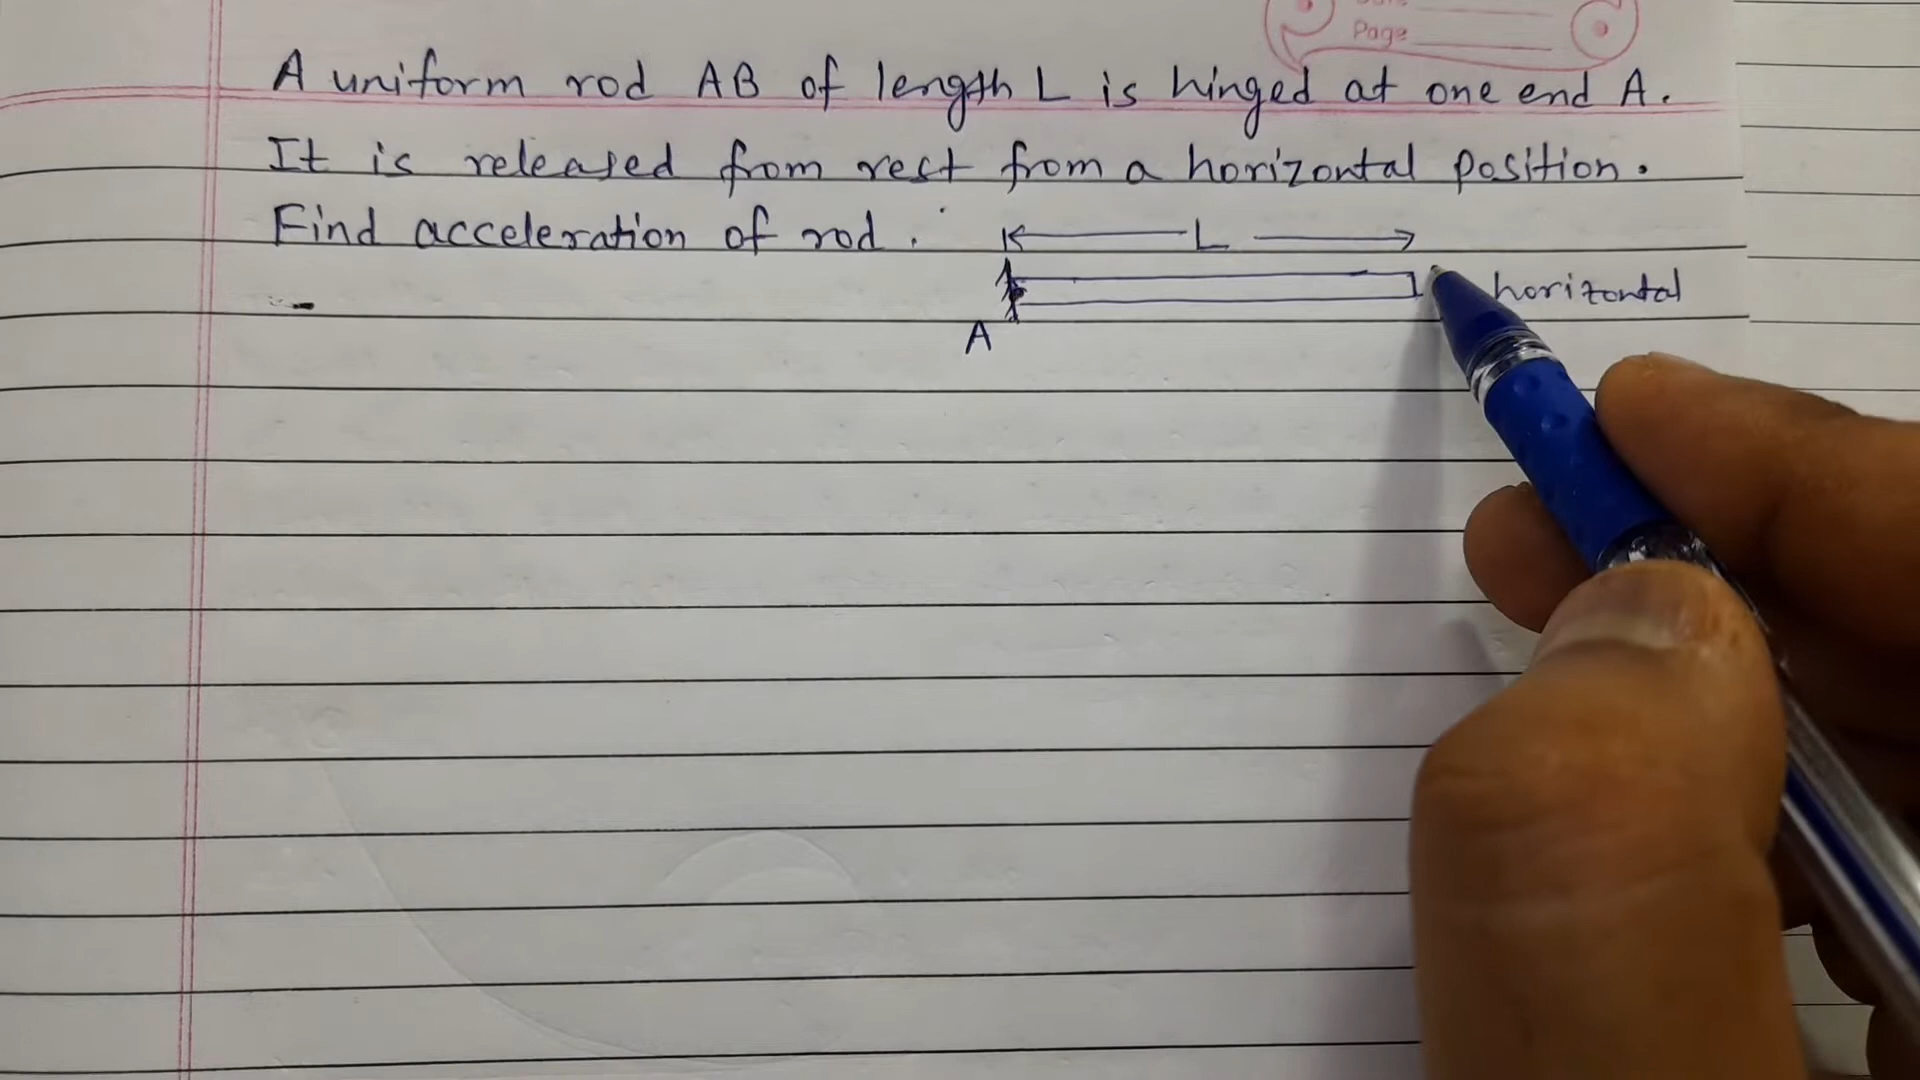 Page
A uniform rod AB of length L is hinged at one end A.
It is released from rest from a horizontal position.
Find acceleration of rod.
L
horizontal
A